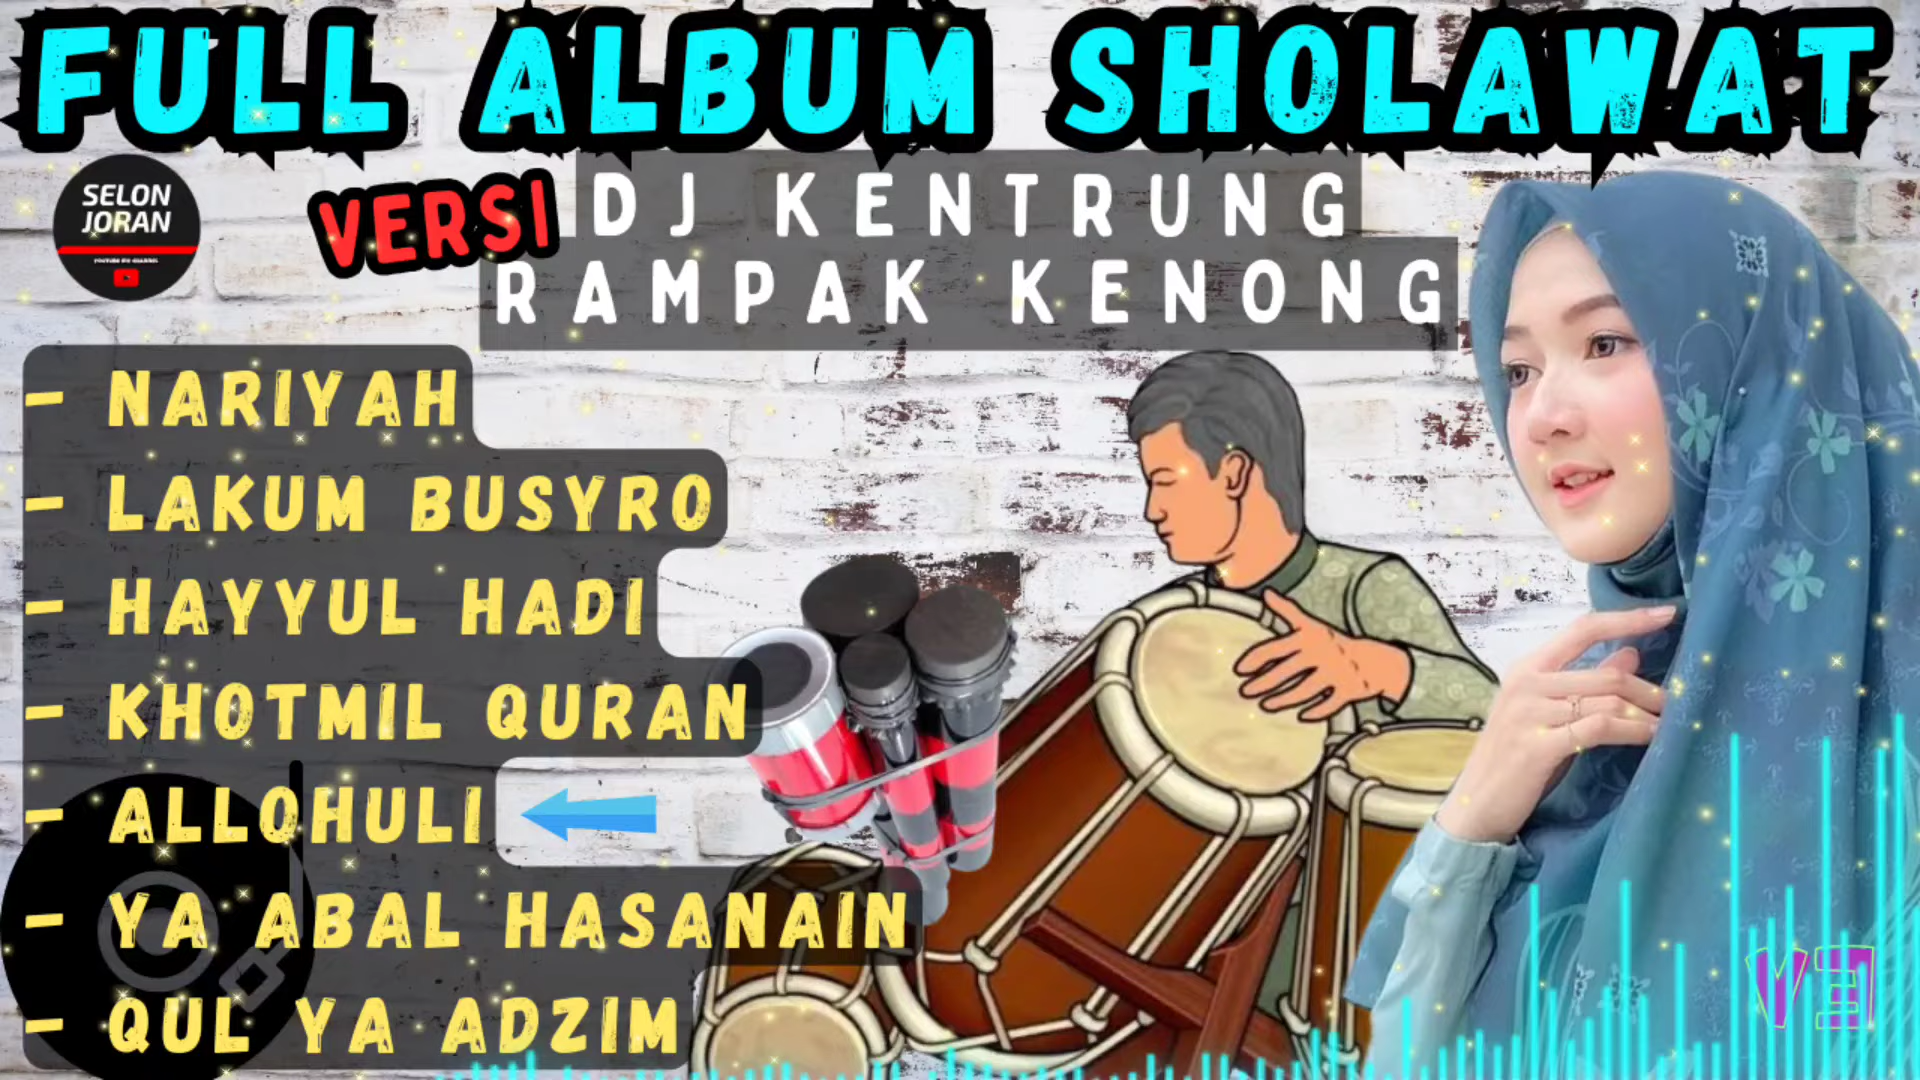 FULL ALBUM SHOLAWAT
SELON
JORAN
VERSI
DJ KENTRUNG
RAMPAK KENONG
- NARIYAH
- LAKUM BUSYRO
- HAYYUL HADI
- KHOTMIL QURAN
- ALLOHULI
- YA ABAL HASANAIN
- QUL YA ADZIM